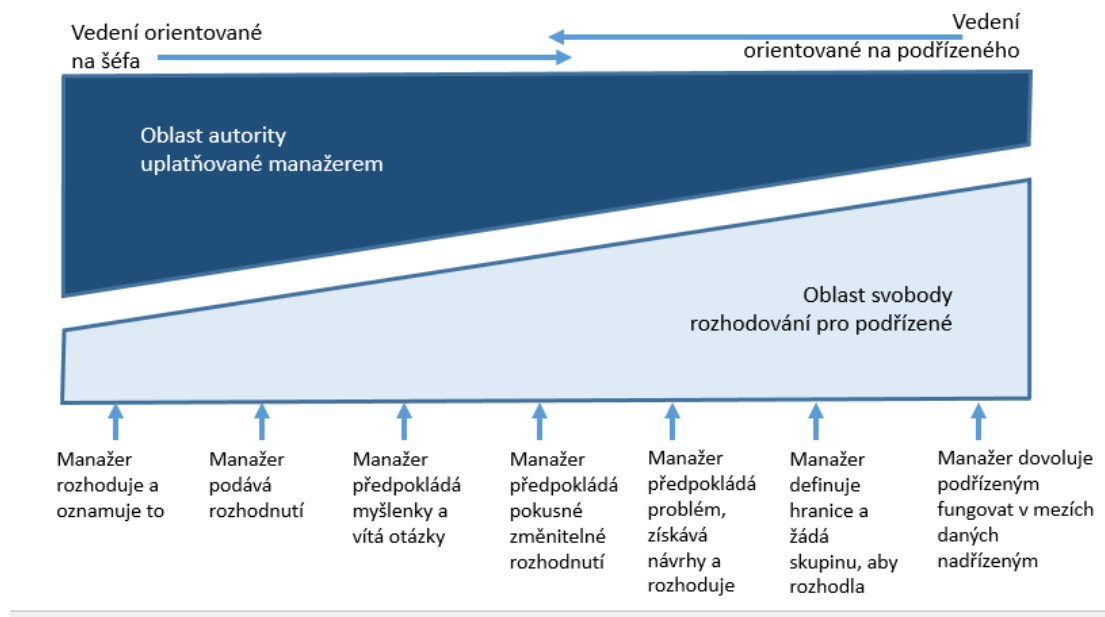 Vedení orientované
na šéfa
Vedení
orientované na podřízeného
Oblast autority
uplatňované manažerem
Oblast svobody
rozhodování pro podřízené
Manažer
rozhoduje a
oznamuje to
Manažer
podává
rozhodnutí
Manažer
předpokládá
myšlenky a
vítá otázky
Manažer
předpokládá
pokusné
změnitelné
rozhodnutí
Manažer
předpokládá
problém,
získává
návrhy a
rozhoduje
Manažer
definuje
hranice a
žádá
skupinu, aby
rozhodla
Manažer dovoluje
podřízeným
fungovat v mezích
daných
nadřízeným